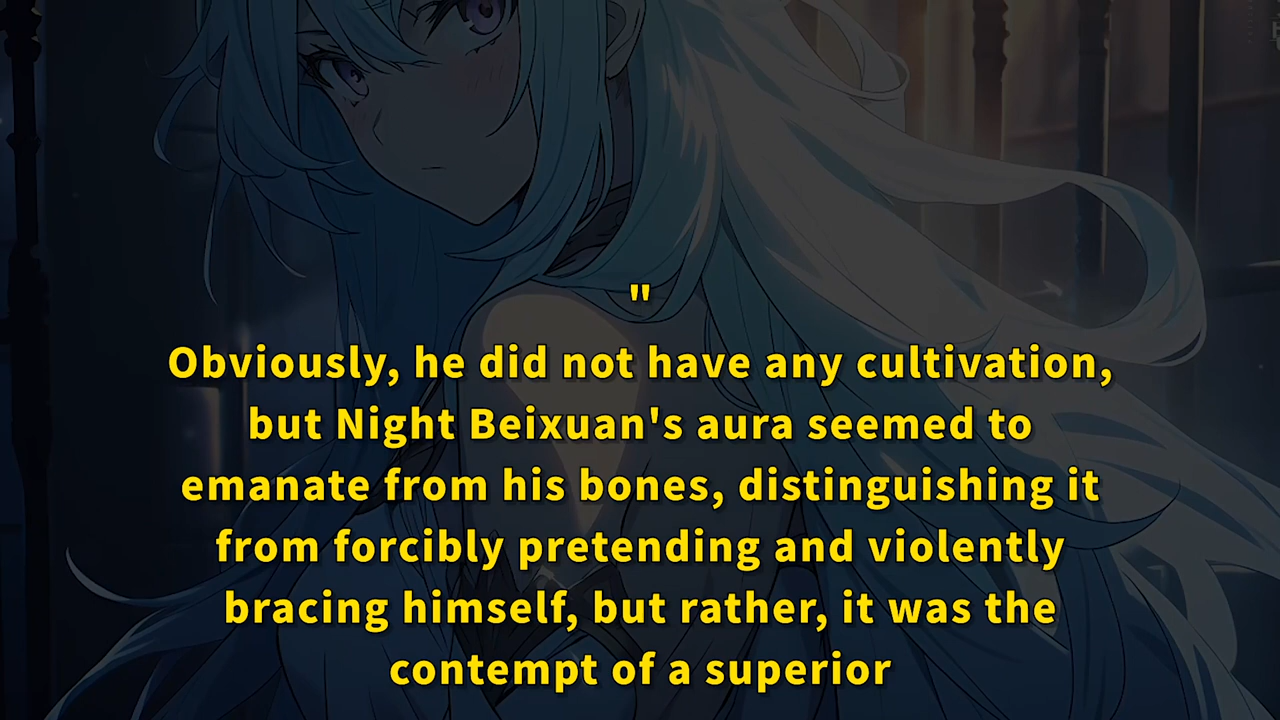 "
Obviously, he did not have any cultivation,
but Night Beixuan's aura seemed to
emanate from his bones, distinguishing it
from forcibly pretending and violently
bracing himself, but rather, it was the
contempt of a superior